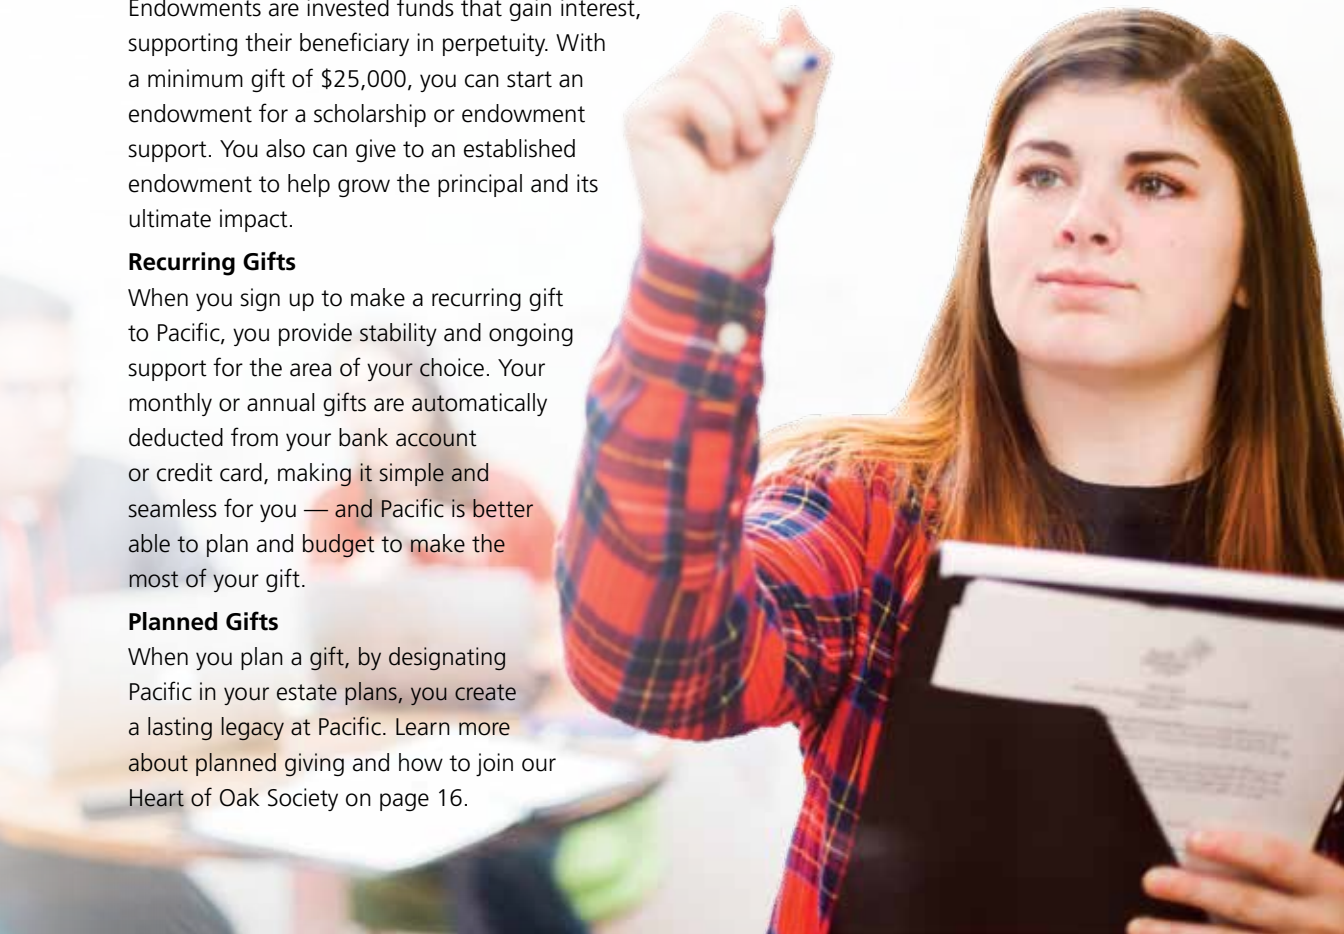 Endowments are invested funds that gain interest,
supporting their beneficiary in perpetuity. With
a minimum gift of $25,000, you can start an
endowment for a scholarship or endowment
support. You also can give to an established
endowment to help grow the principal and its
ultimate impact.
Recurring Gifts
When you sign up to make a recurring gift
to Pacific, you provide stability and ongoing
support for the area of your choice. Your
monthly or annual gifts are automatically
deducted from your bank account
or credit card, making it simple and
seamless for you — and Pacific is better
able to plan and budget to make the
most of your gift.
Planned Gifts
When you plan a gift, by designating
Pacific in your estate plans, you create
a lasting legacy at Pacific. Learn more
about planned giving and how to join our
Heart of Oak Society on page 16.